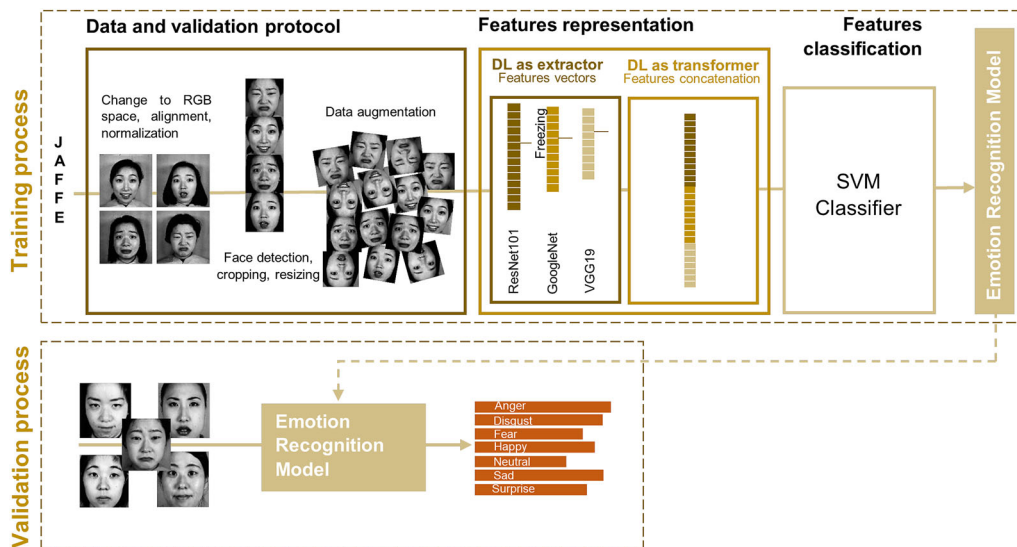 Training process
Data and validation protocol
J
A
F
F
E
Change to RGB
space, alignment,
normalization
Face detection,
cropping, resizing
Data augmentation
Features representation
DL as extractor
Features vectors
Freezing
ResNet101
GoogleNet
VGG19
DL as transformer
Features concatenation
Features
classification
SVM
Classifier
Emotion Recognition Model
Validation process
Emotion
Recognition
Model
Anger
Disgust
Fear
Happy
Neutral
Sad
Surprise